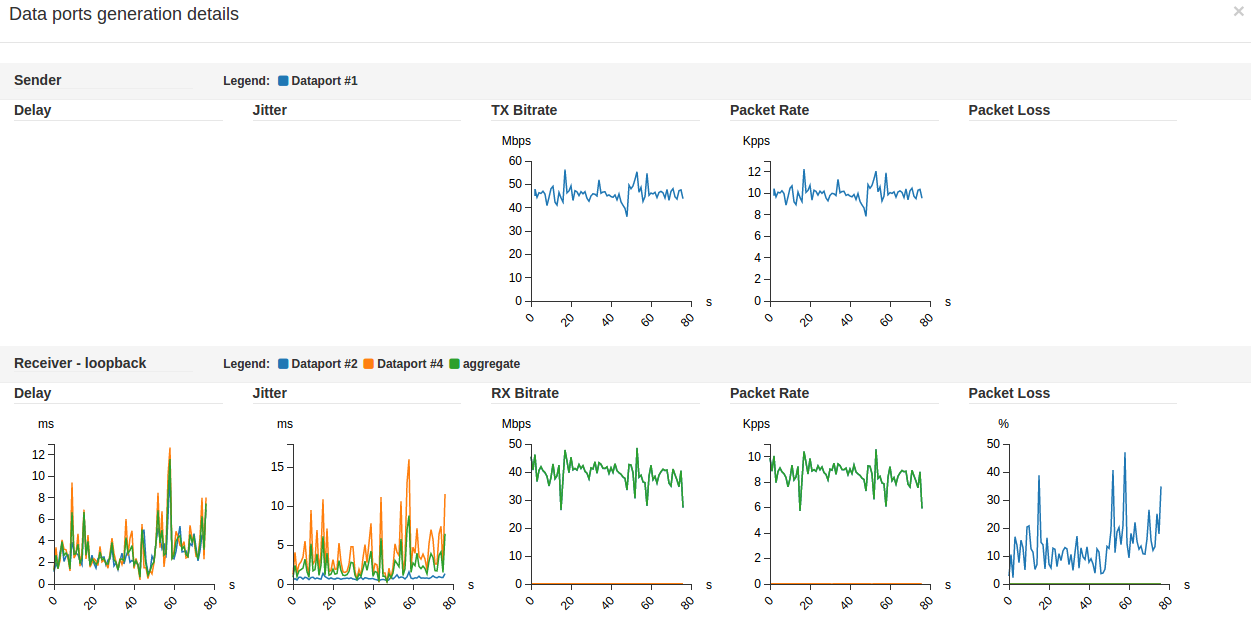 Data ports generation details ×
Sender Legend: Dataport #1
Delay Jitter TX Bitrate Packet Rate Packet Loss
Mbps
60
50
40
30
20
10
0
0 20 40 60 80
s
Kpps
12
10
8
6
4
2
0
0 20 40 60 80
s
Receiver - loopback Legend: Dataport #2 Dataport #4 aggregate
Delay Jitter RX Bitrate Packet Rate Packet Loss
ms
12
10
8
6
4
2
0
0 20 40 60 80
s
ms
15
10
5
0
0 20 40 60 80
s
Mbps
50
40
30
20
10
0
0 20 40 60 80
s
Kpps
10
8
6
4
2
0
0 20 40 60 80
s
%
50
40
30
20
10
0
0 20 40 60 80
s